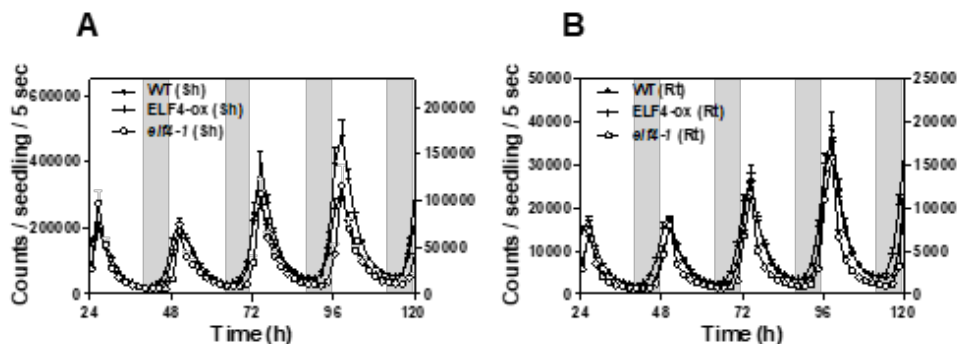 A
B
WT (Sh)
ELF4-ox (Sh)
elf4-1 (Sh)
WT (Rt)
ELF4-ox (Rt)
elf4-1 (Rt)
Counts / seedling / 5 sec
600000
400000
200000
0
200000
150000
100000
50000
0
24 48 72 96 120
Time (h)
Counts / seedling / 5 sec
50000
40000
30000
20000
10000
0
25000
20000
15000
10000
5000
0
24 48 72 96 120
Time (h)